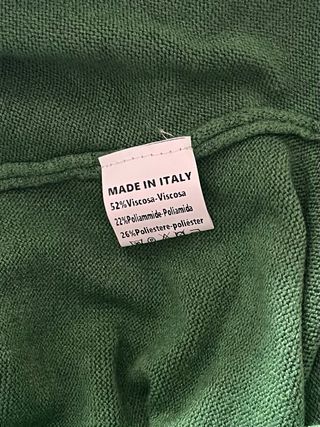 MADE IN ITALY
52%Viscosa-Viscosa
22%Poliammide-Poliamida
26%Poliestere-poliéster